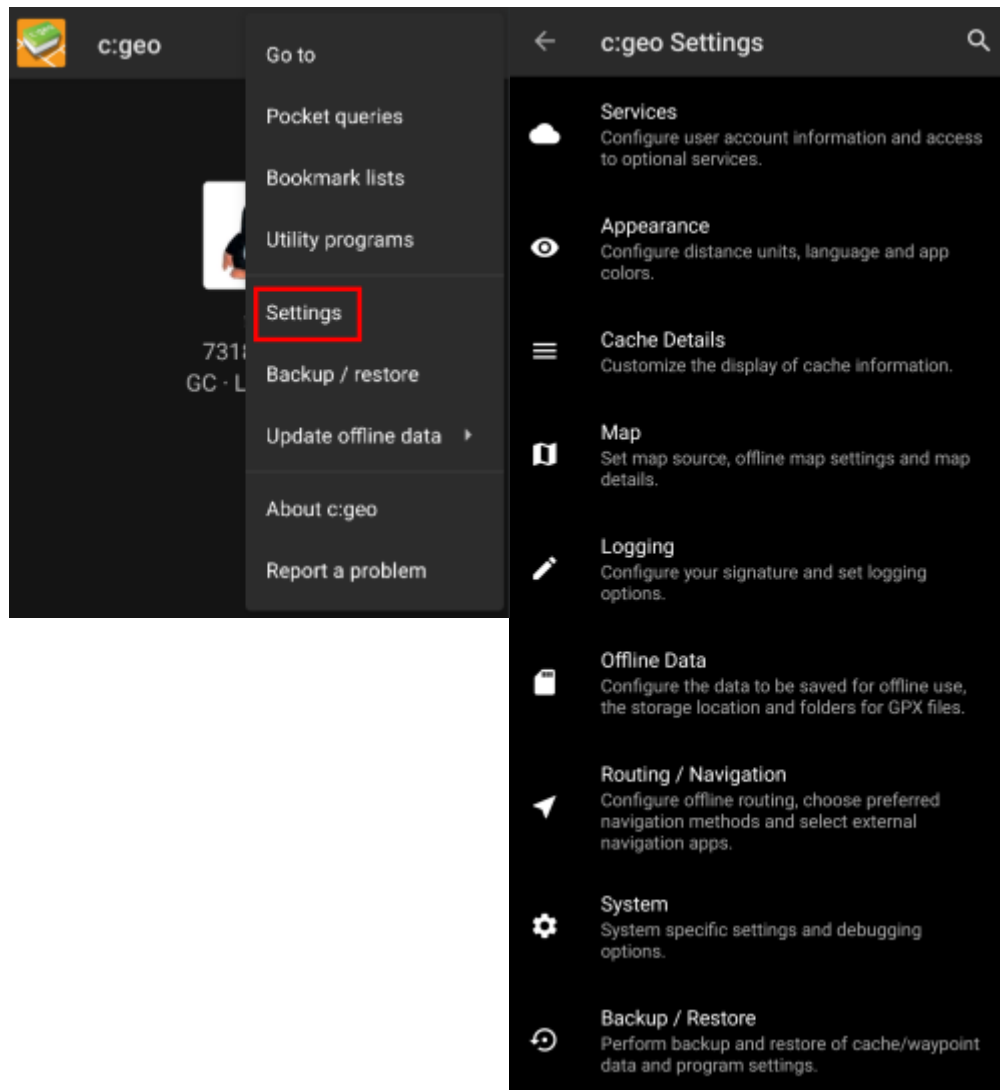 c:geo
Go to
Pocket queries
Bookmark lists
Utility programs
Settings
Backup / restore
Update offline data
About c:geo
Report a problem
7318
GC · L
c:geo Settings
Services
Configure user account information and access
to optional services.
Appearance
Configure distance units, language and app
colors.
Cache Details
Customize the display of cache information.
Map
Set map source, offline map settings and map
details.
Logging
Configure your signature and set logging
options.
Offline Data
Configure the data to be saved for offline use,
the storage location and folders for GPX files.
Routing / Navigation
Configure offline routing, choose preferred
navigation methods and select external
navigation apps.
System
System specific settings and debugging
options.
Backup / Restore
Perform backup and restore of cache/waypoint
data and program settings.